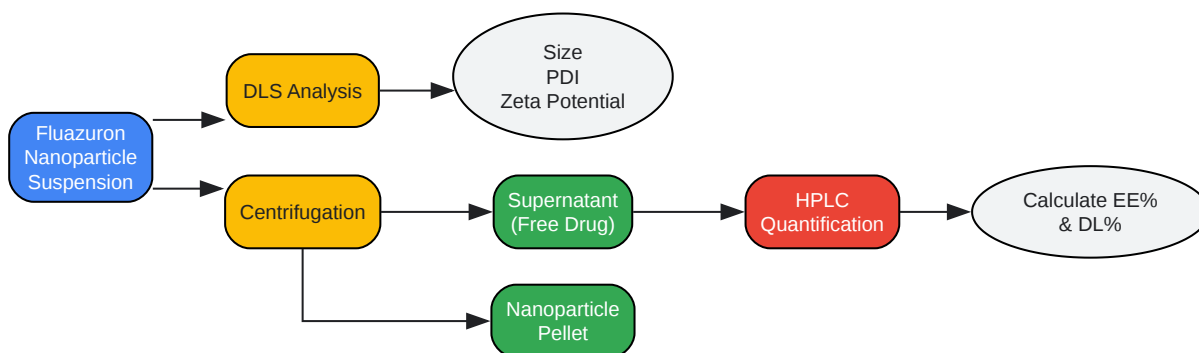 Fluazuron
Nanoparticle
Suspension
DLS Analysis
Size
PDI
Zeta Potential
Centrifugation
Supernatant
(Free Drug)
HPLC
Quantification
Calculate EE%
& DL%
Nanoparticle
Pellet